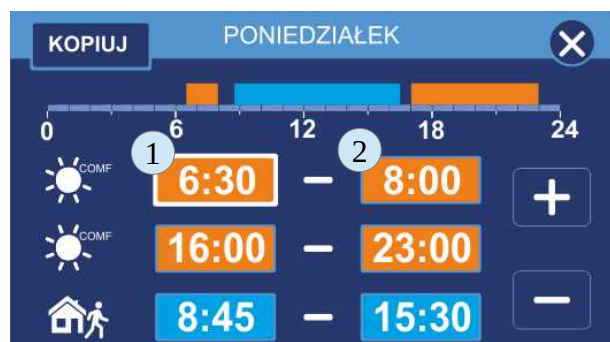 KOPIUJ PONIEDZIAŁEK
0 6 12 18 24
1 2
COMF 6:30 – 8:00
COMF 16:00 – 23:00
8:45 – 15:30